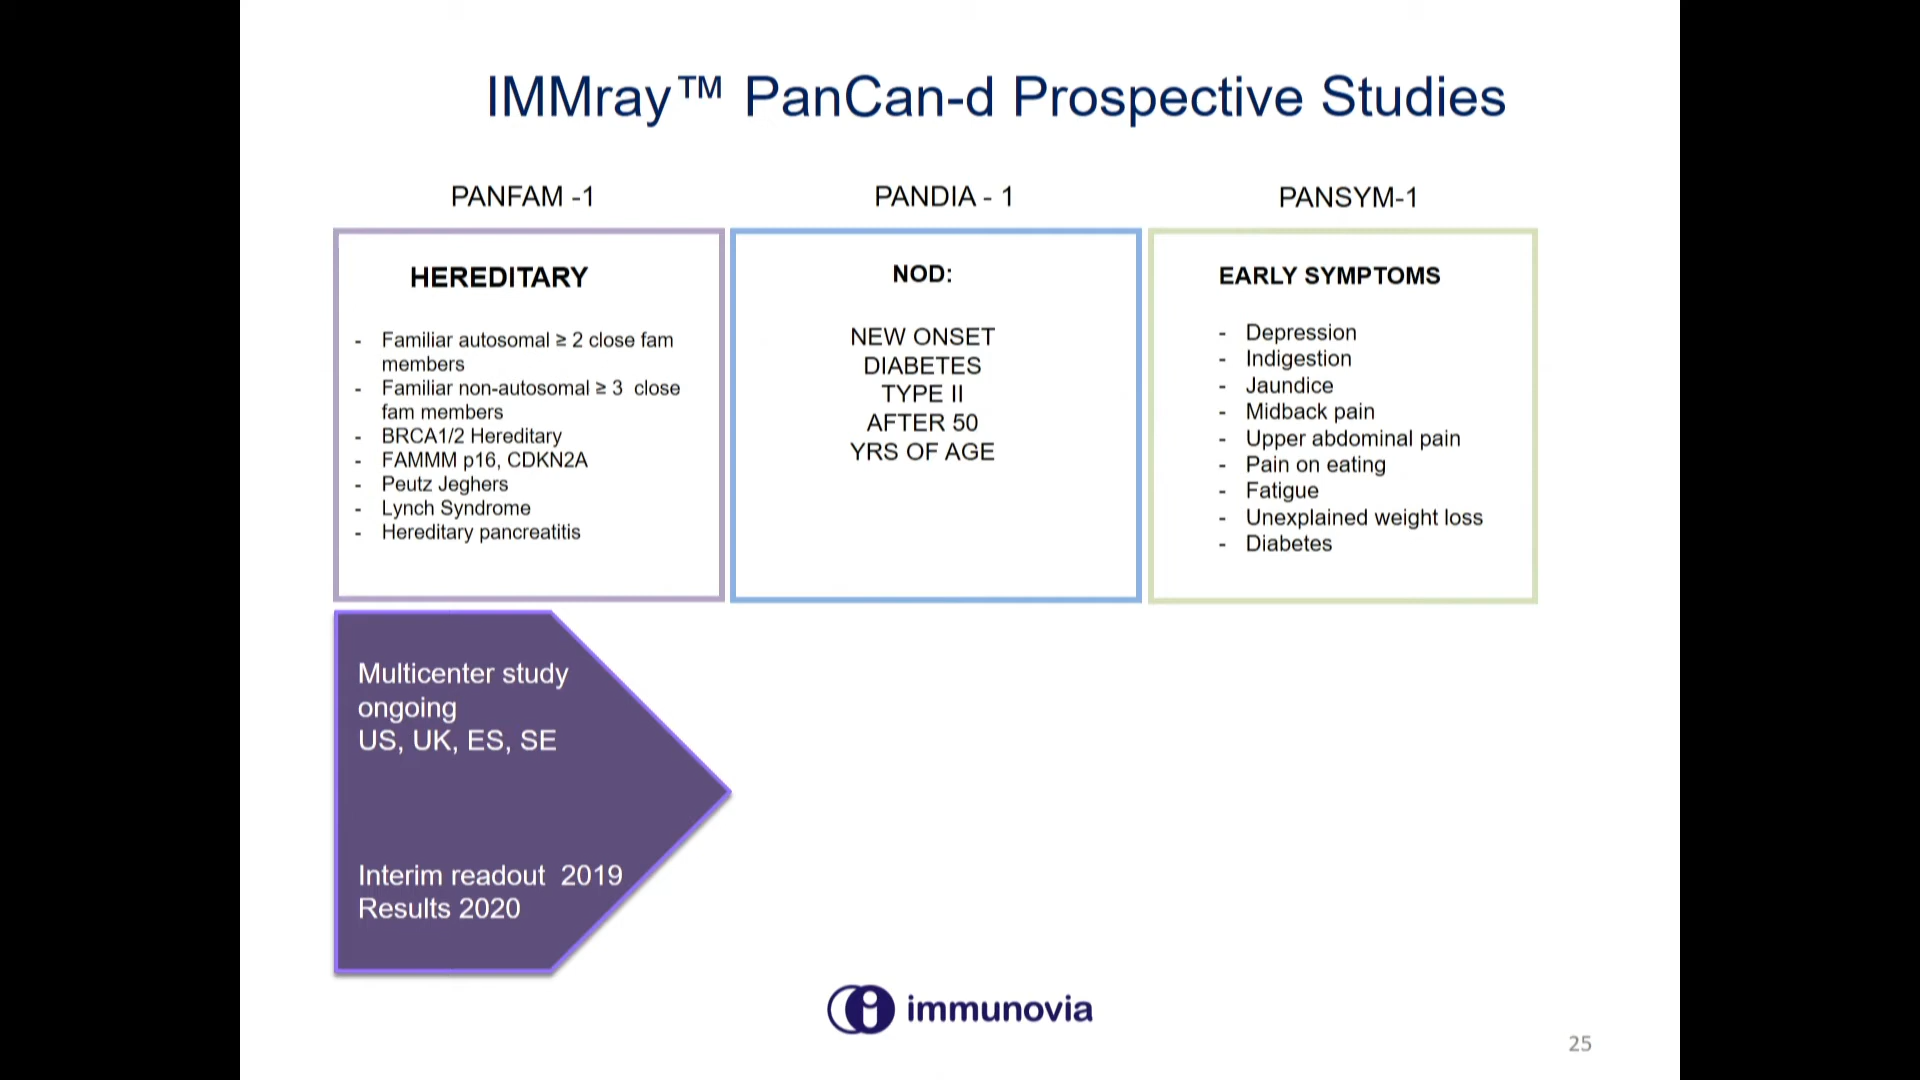 IMMray™ PanCan-d Prospective Studies
PANFAM -1
HEREDITARY
- Familiar autosomal ≥ 2 close fam
members
- Familiar non-autosomal ≥ 3 close
fam members
- BRCA1/2 Hereditary
- FAMMM p16, CDKN2A
- Peutz Jeghers
- Lynch Syndrome
- Hereditary pancreatitis
PANDIA - 1
NOD:
NEW ONSET
DIABETES
TYPE II
AFTER 50
YRS OF AGE
PANSYM-1
EARLY SYMPTOMS
- Depression
- Indigestion
- Jaundice
- Midback pain
- Upper abdominal pain
- Pain on eating
- Fatigue
- Unexplained weight loss
- Diabetes
Multicenter study
ongoing
US, UK, ES, SE
Interim readout 2019
Results 2020
immunovia
25